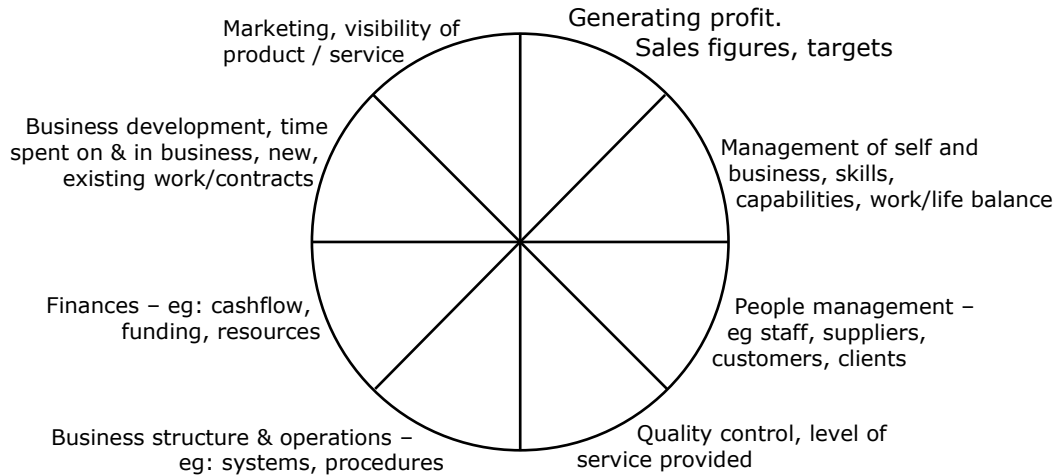 Generating profit.
Sales figures, targets
Management of self and
business, skills,
capabilities, work/life balance
People management –
eg staff, suppliers,
customers, clients
Quality control, level of
service provided
Business structure & operations –
eg: systems, procedures
Finances – eg: cashflow,
funding, resources
Business development, time
spent on & in business, new,
existing work/contracts
Marketing, visibility of
product / service